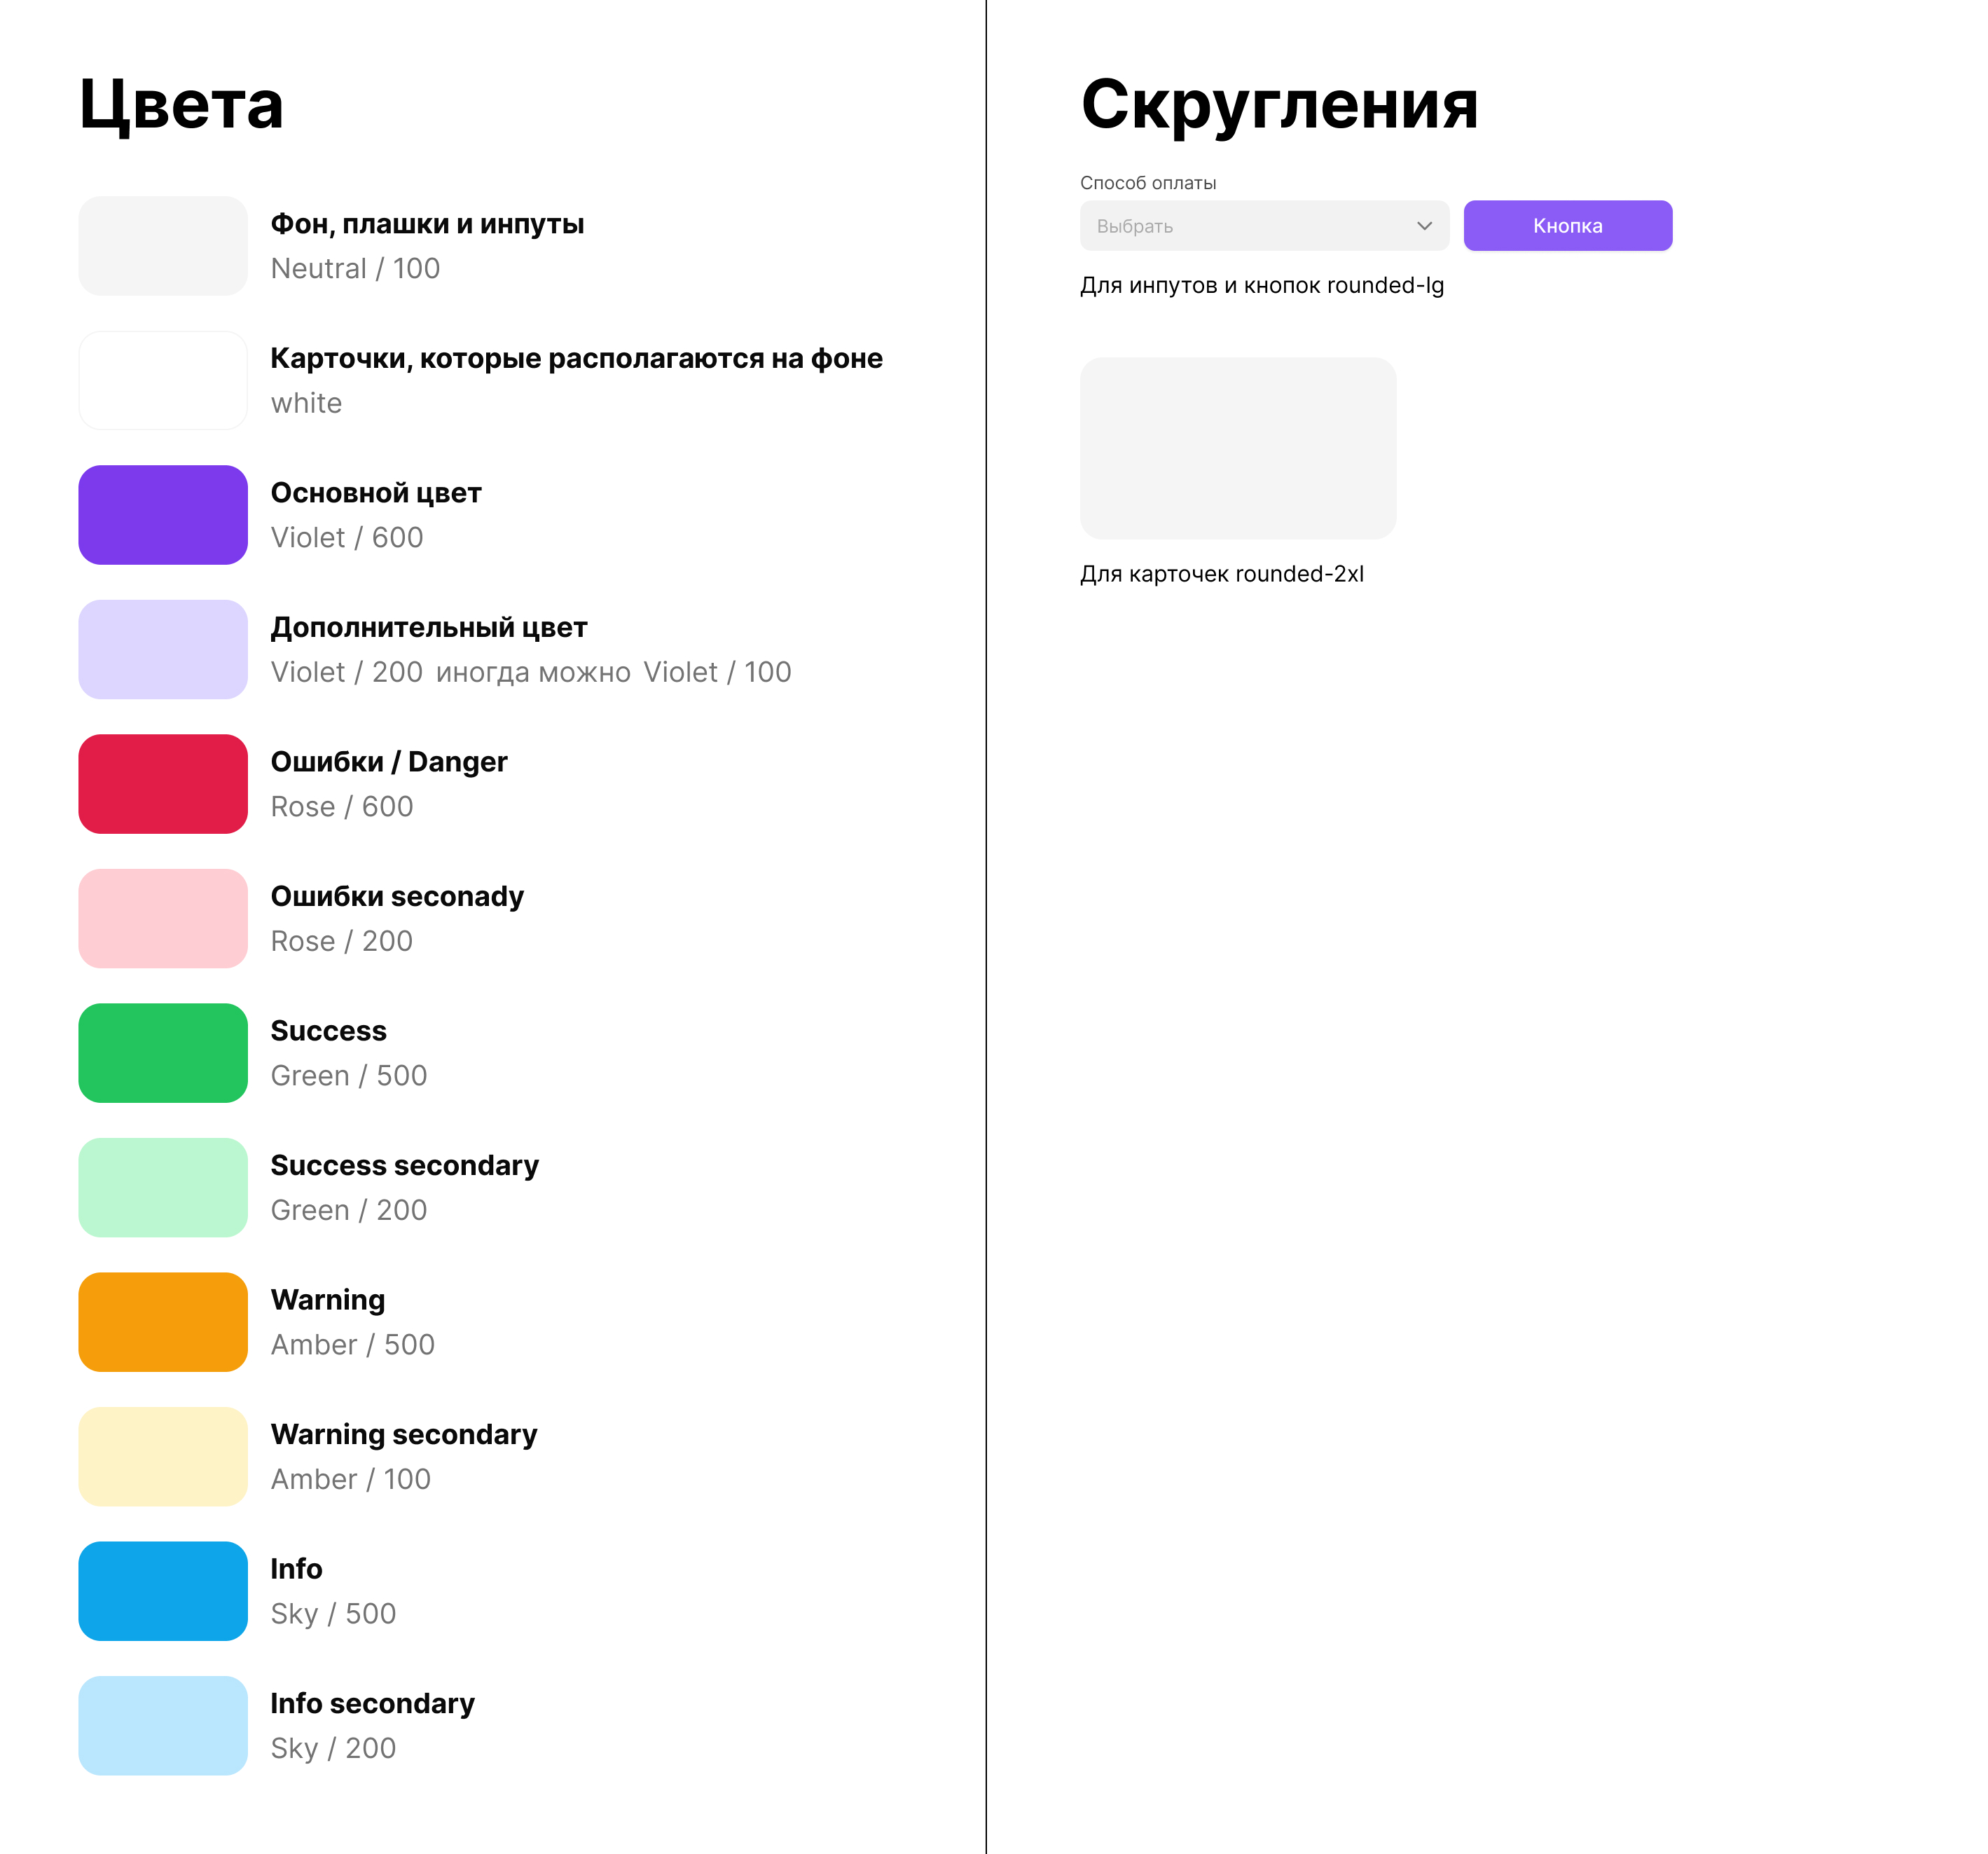 Цвета
Фон, плашки и инпуты
Neutral / 100
Карточки, которые располагаются на фоне
white
Основной цвет
Violet / 600
Дополнительный цвет
Violet / 200 иногда можно Violet / 100
Ошибки / Danger
Rose / 600
Ошибки seconady
Rose / 200
Success
Green / 500
Success secondary
Green / 200
Warning
Amber / 500
Warning secondary
Amber / 100
Info
Sky / 500
Info secondary
Sky / 200
Скругления
Способ оплаты
Выбрать
Кнопка
Для инпутов и кнопок rounded-lg
Для карточек rounded-2xl